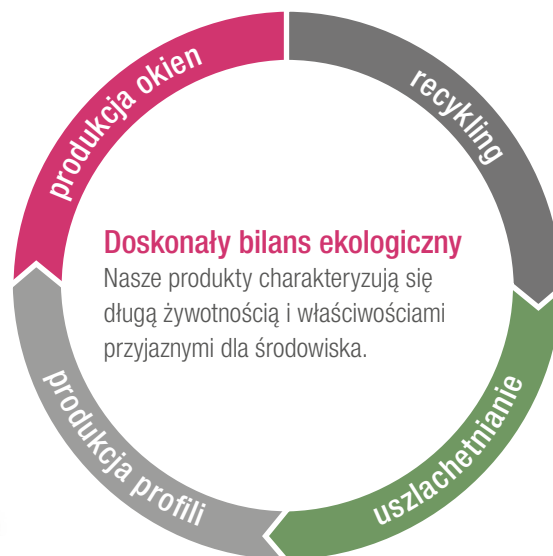 produkcja okien
recykling
Doskonały bilans ekologiczny
Nasze produkty charakteryzują się
długą żywotnością i właściwościami
przyjaznymi dla środowiska.
produkcja profili
uszlachetnianie